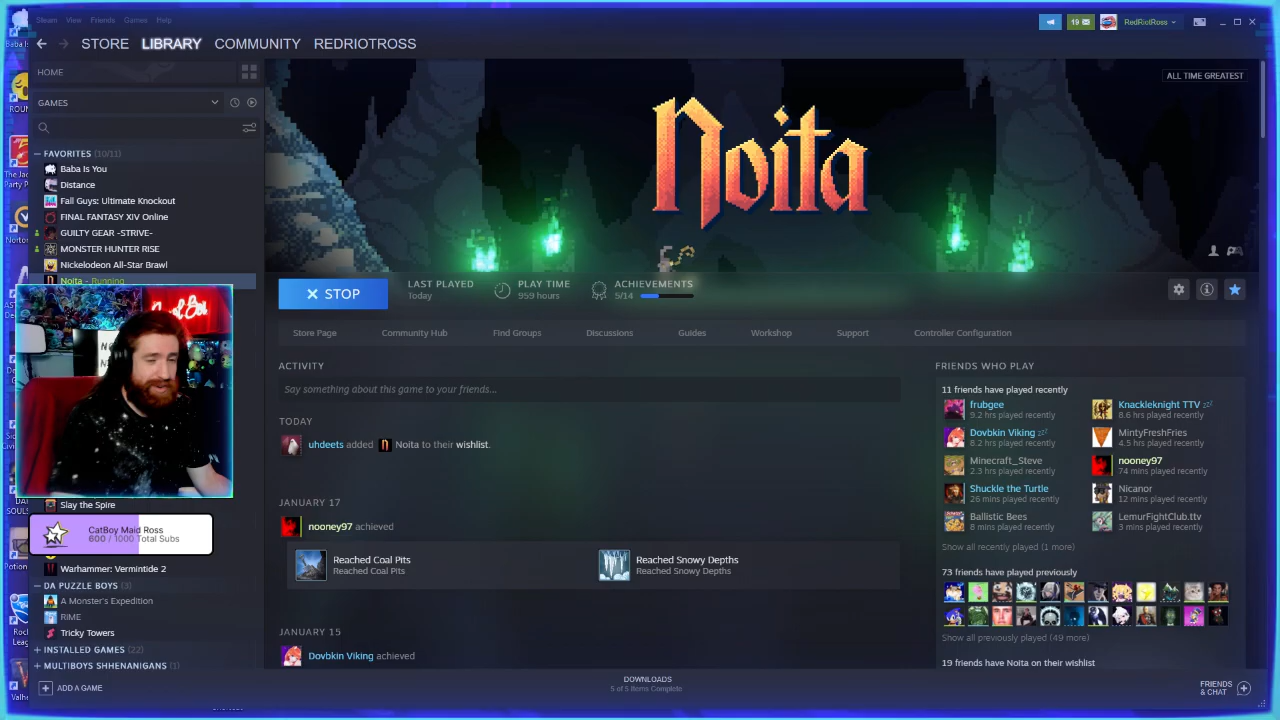 Steam View Friends Games Help
19
RedRiotRoss
STORE LIBRARY COMMUNITY REDRIOTROSS
HOME
GAMES
FAVORITES (10/11)
Baba Is You
Distance
Fall Guys: Ultimate Knockout
FINAL FANTASY XIV Online
GUILTY GEAR -STRIVE-
MONSTER HUNTER RISE
Nickelodeon All-Star Brawl
Noita - Running
Slay the Spire
CatBoy Maid Ross
600 / 1000 Total Subs
Warhammer: Vermintide 2
DA PUZZLE BOYS (3)
A Monster's Expedition
RiME
Tricky Towers
INSTALLED GAMES (22)
MULTIBOYS SHHENANIGANS (1)
ADD A GAME
ALL TIME GREATEST
Noita
STOP
LAST PLAYED
Today
PLAY TIME
959 hours
ACHIEVEMENTS
5/14
Store Page Community Hub Find Groups Discussions Guides Workshop Support Controller Configuration
ACTIVITY
Say something about this game to your friends...
TODAY
uhdeets added Noita to their wishlist.
JANUARY 17
nooney97 achieved
Reached Coal Pits
Reached Coal Pits
Reached Snowy Depths
Reached Snowy Depths
JANUARY 15
Dovbkin Viking achieved
FRIENDS WHO PLAY
11 friends have played recently
frubgee
9.2 hrs played recently
Knackleknight TTV
8.6 hrs played recently
Dovbkin Viking
8.2 hrs played recently
MintyFreshFries
4.5 hrs played recently
Minecraft_Steve
2.3 hrs played recently
nooney97
74 mins played recently
Shuckle the Turtle
26 mins played recently
Nicanor
12 mins played recently
Ballistic Bees
8 mins played recently
LemurFightClub.ttv
3 mins played recently
Show all recently played (1 more)
73 friends have played previously
Show all previously played (49 more)
19 friends have Noita on their wishlist
DOWNLOADS
5 of 5 Items Complete
FRIENDS
& CHAT